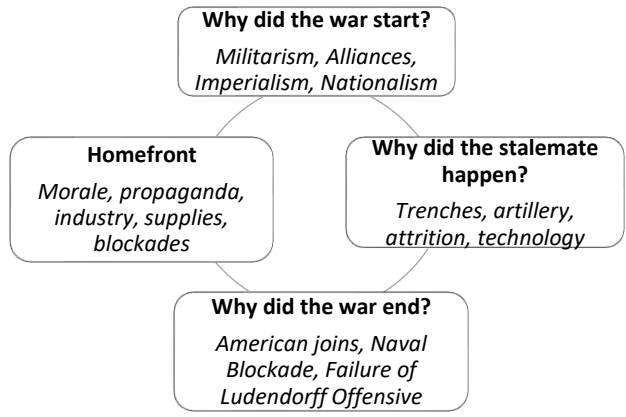 Why did the war start?
Militarism, Alliances,
Imperialism, Nationalism
Homefront
Morale, propaganda,
industry, supplies,
blockades
Why did the stalemate
happen?
Trenches, artillery,
attrition, technology
Why did the war end?
American joins, Naval
Blockade, Failure of
Ludendorff Offensive